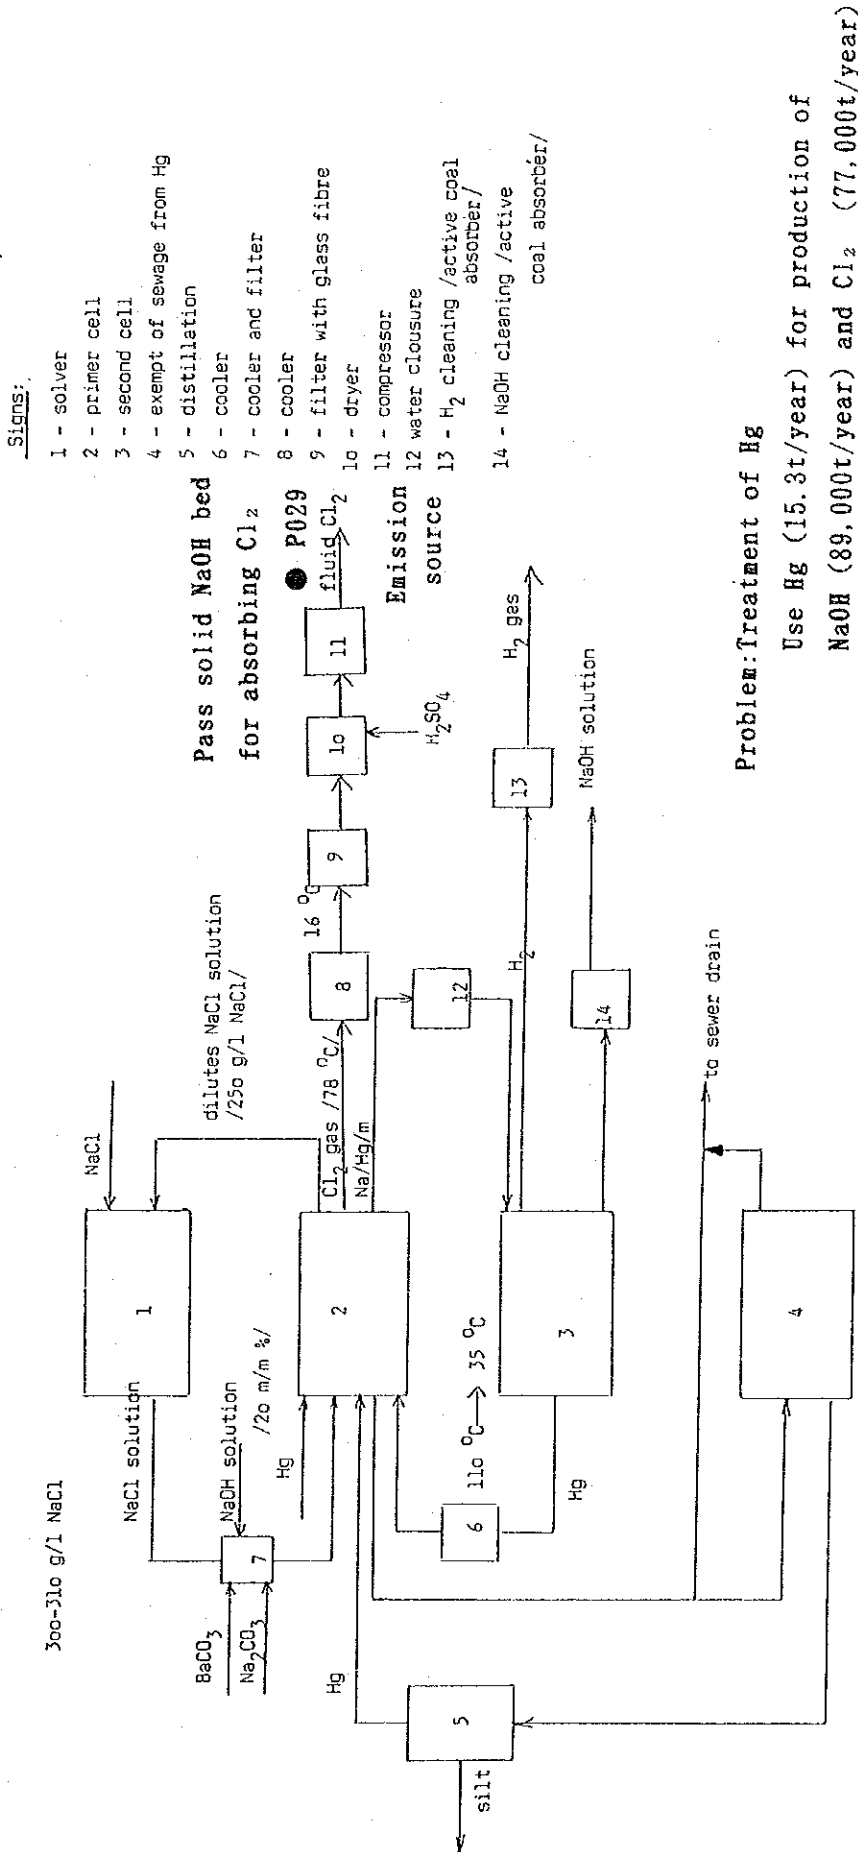 Signs:
1 - solver
2 - primer cell
3 - second cell
4 - exempt of sewage from Hg
5 - distillation
6 - cooler
7 - cooler and filter
8 - cooler
9 - filter with glass fibre
1o - dryer
11 - compressor
12 water clousure
13 - H2 cleaning /active coal
absorber/
14 - NaOH cleaning /active
coal absorber/
Pass solid NaOH bed
for absorbing Cl2
● P029
fluid Cl2
Emission
source
3oo-31o g/l NaCl
NaCl solution
NaCl
1
dilutes NaCl solution
/25o g/l NaCl/
BaCO3
Na2CO3
7
NaOH solution
/2o m/m %/
Hg
2
Cl2 gas /78 °C/
Na/Hg/m
8
16 °C
9
1o
H2SO4
11
12
Hg
5
silt
6
11o °C → 35 °C
Hg
3
H2
13
H2 gas
14
NaOH solution
to sewer drain
4
Problem:Treatment of Hg
Use Hg (15.3t/year) for production of
NaOH (89,000t/year) and Cl2 (77,000t/year)